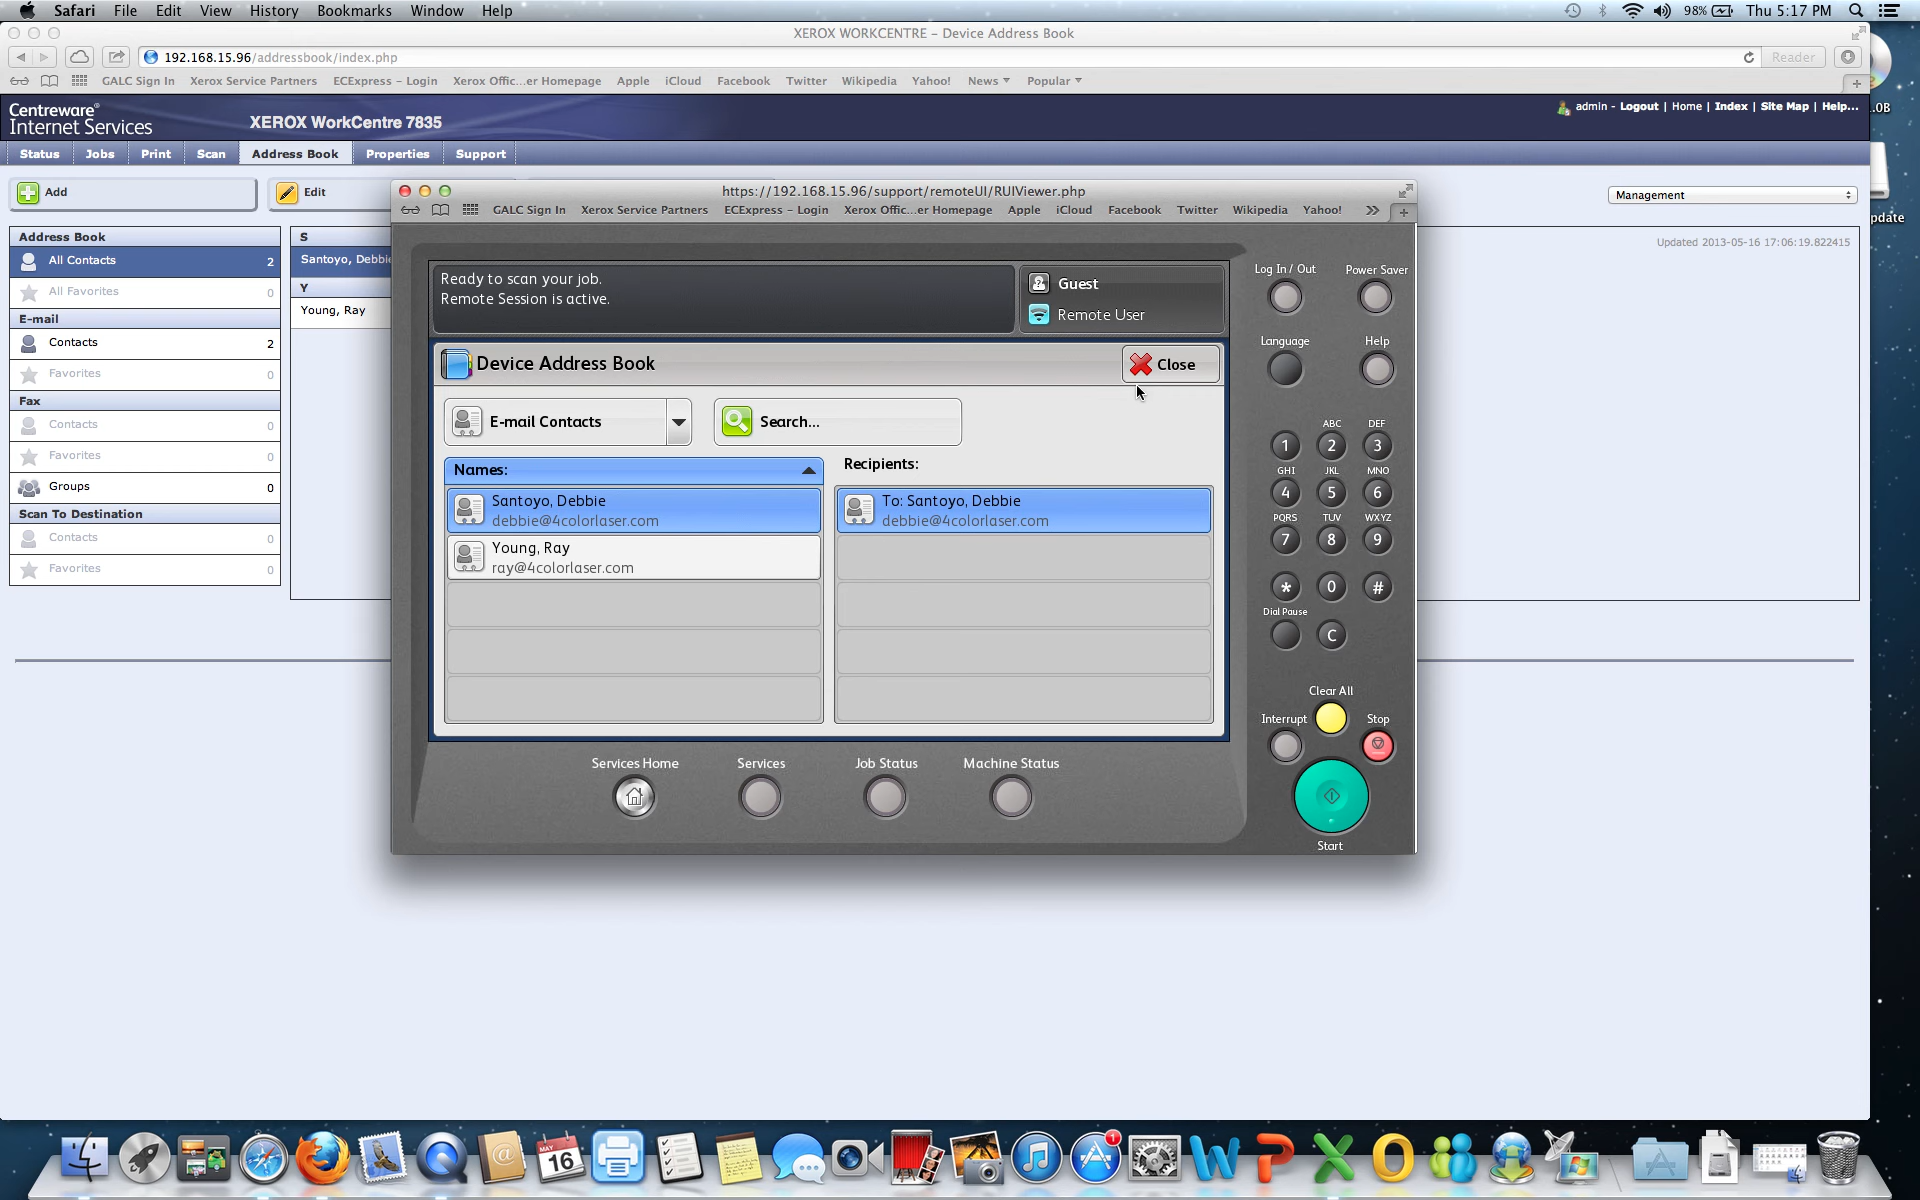 Safari File Edit View History Bookmarks Window Help
98% Thu 5:17 PM
XEROX WORKCENTRE – Device Address Book
192.168.15.96/addressbook/index.php
Reader
GALC Sign In Xerox Service Partners ECExpress – Login Xerox Offic...er Homepage Apple iCloud Facebook Twitter Wikipedia Yahoo! News Popular
Centreware®
Internet Services
XEROX WorkCentre 7835
admin - Logout | Home | Index | Site Map | Help...
Status Jobs Print Scan Address Book Properties Support
Add
Edit
Management
Updated 2013-05-16 17:06:19.822415
Address Book
All Contacts 2
All Favorites 0
E-mail
Contacts 2
Favorites 0
Fax
Contacts 0
Favorites 0
Groups 0
Scan To Destination
Contacts 0
Favorites 0
S
Santoyo, Debbie
Y
Young, Ray
https://192.168.15.96/support/remoteUI/RUIViewer.php
GALC Sign In Xerox Service Partners ECExpress – Login Xerox Offic...er Homepage Apple iCloud Facebook Twitter Wikipedia Yahoo! >>
Ready to scan your job.
Remote Session is active.
Guest
Remote User
Device Address Book
Close
E-mail Contacts
Search...
Names:
Santoyo, Debbie
debbie@4colorlaser.com
Young, Ray
ray@4colorlaser.com
Recipients:
To: Santoyo, Debbie
debbie@4colorlaser.com
Services Home Services Job Status Machine Status
Log In / Out Power Saver
Language Help
ABC DEF
1 2 3
GHI JKL MNO
4 5 6
PQRS TUV WXYZ
7 8 9
* 0 #
Dial Pause
C
Clear All
Interrupt Stop
Start
.0B
pdate
MAY
16
1